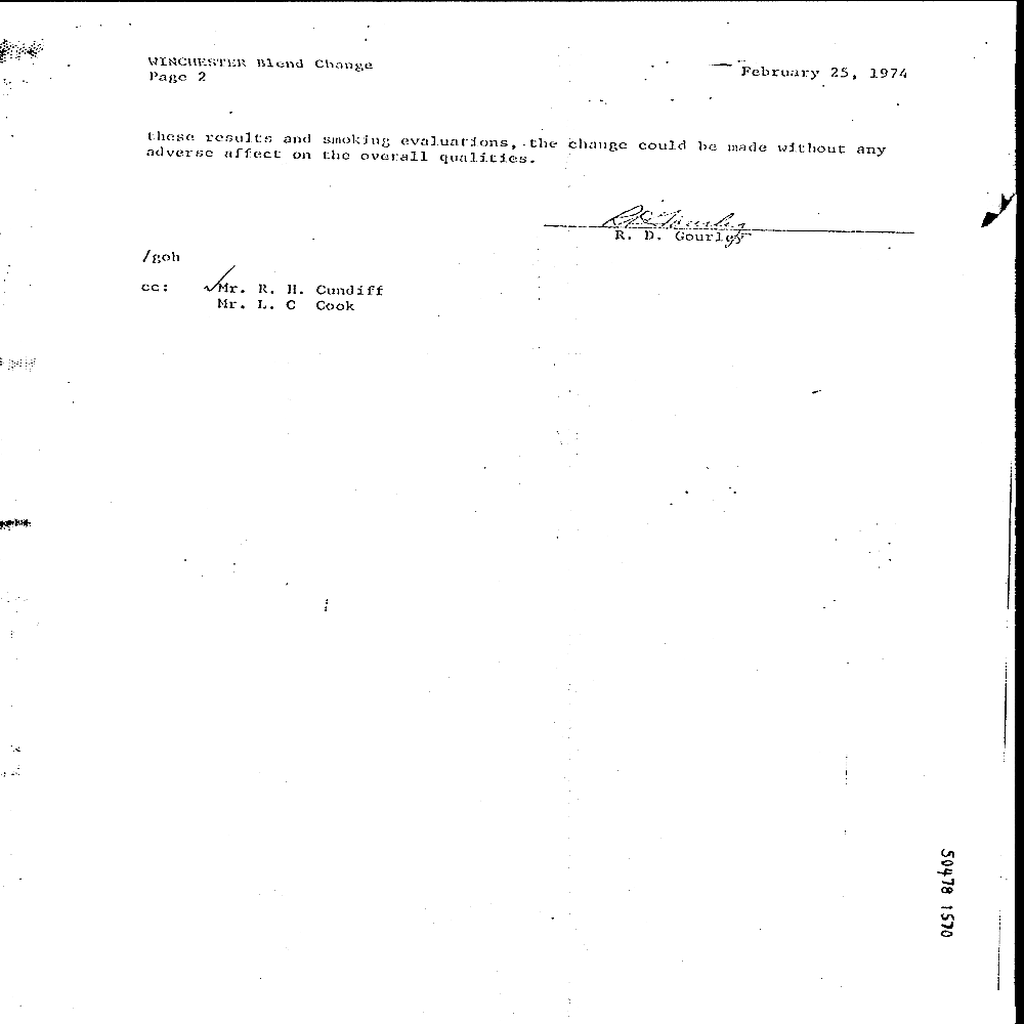 WINCHESTER Blend Change
Page 2
February 25, 1974
these results and smoking evaluations, the change could be made without any
adverse affect on the overall qualities.
R. D. Gourley
/goh
cc: Mr. R. H. Cundiff
Mr. L. C Cook
50478 1570